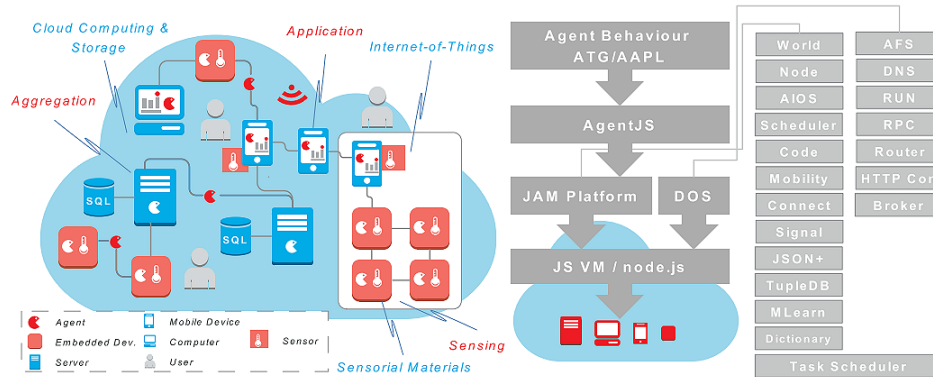 Cloud Computing &
Storage
Application
Internet-of-Things
Aggregation
SQL
SQL
Sensing
Sensorial Materials
Agent
Mobile Device
Embedded Dev.
Computer
Sensor
Server
User
Agent Behaviour
ATG/AAPL
AgentJS
JAM Platform
DOS
JS VM / node.js
World
Node
AIOS
Scheduler
Code
Mobility
Connect
Signal
JSON+
TupleDB
MLearn
Dictionary
AFS
DNS
RUN
RPC
Router
HTTP Con
Broker
Task Scheduler